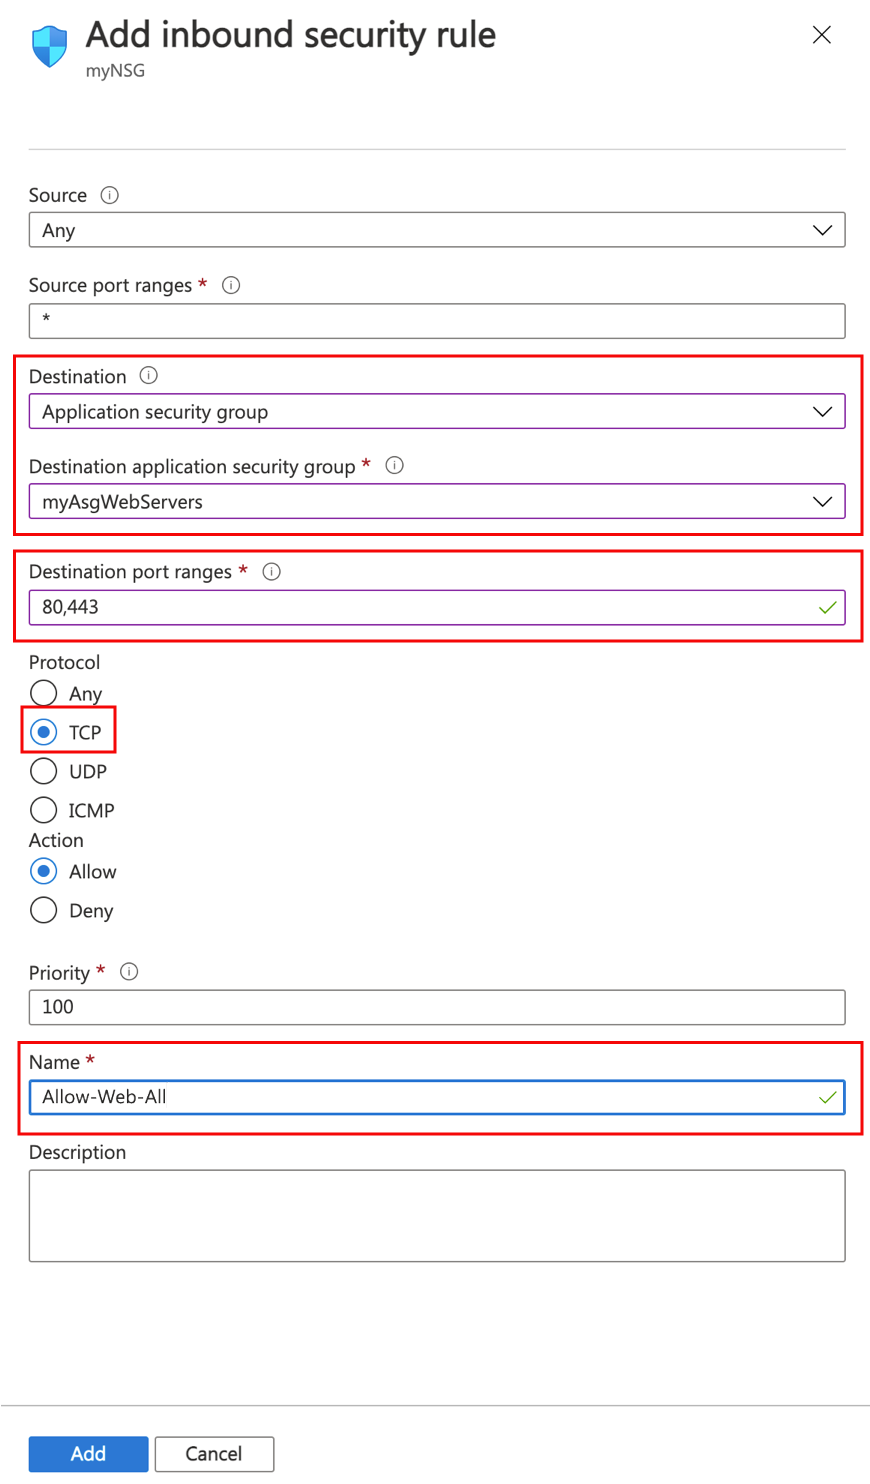 Add inbound security rule
myNSG
Source
Any
Source port ranges *
*
Destination
Application security group
Destination application security group *
myAsgWebServers
Destination port ranges *
80,443
Protocol
Any
TCP
UDP
ICMP
Action
Allow
Deny
Priority *
100
Name *
Allow-Web-All
Description
Add Cancel